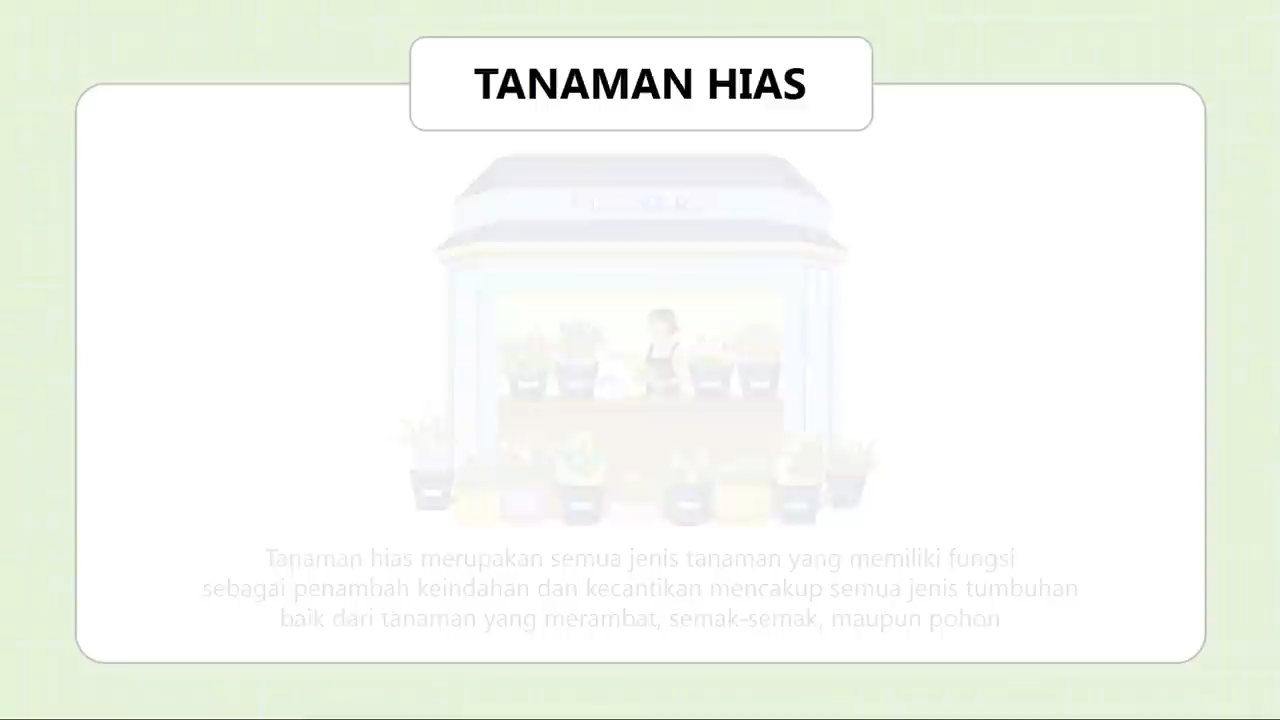 TANAMAN HIAS
Tanaman hias merupakan semua jenis tanaman yang memiliki fungsi
sebagai penambah keindahan dan kecantikan mencakup semua jenis tumbuhan
baik dari tanaman yang merambat, semak-semak, maupun pohon